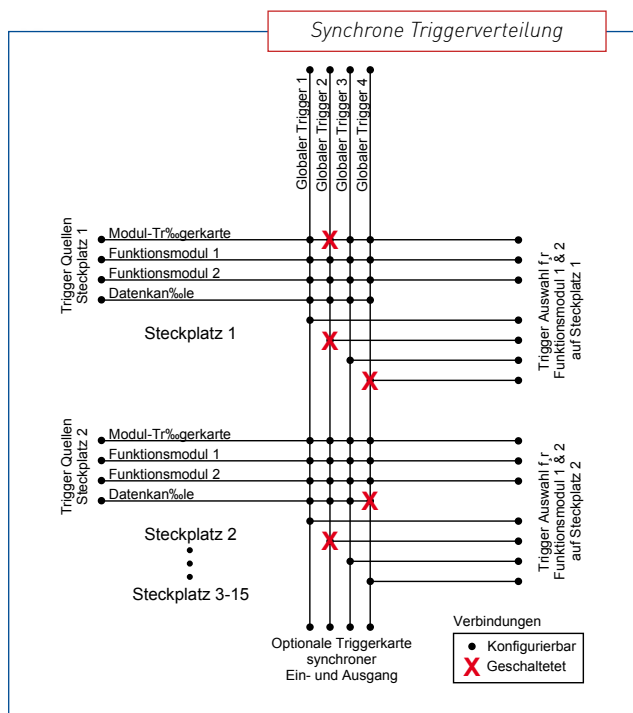 Synchrone Triggerverteilung
Globaler Trigger 1
Globaler Trigger 2
Globaler Trigger 3
Globaler Trigger 4
Trigger Quellen
Steckplatz 1
Modul-Tr‰gerkarte
Funktionsmodul 1
Funktionsmodul 2
Datenkan‰le
Steckplatz 1
Trigger Auswahl f¸r
Funktionsmodul 1 & 2
auf Steckplatz 1
Trigger Quellen
Steckplatz 2
Modul-Tr‰gerkarte
Funktionsmodul 1
Funktionsmodul 2
Datenkan‰le
Steckplatz 2
Steckplatz 3-15
Trigger Auswahl f¸r
Funktionsmodul 1 & 2
auf Steckplatz 2
Optionale Triggerkarte
synchroner
Ein- und Ausgang
Verbindungen
Konfigurierbar
X Geschaltetet